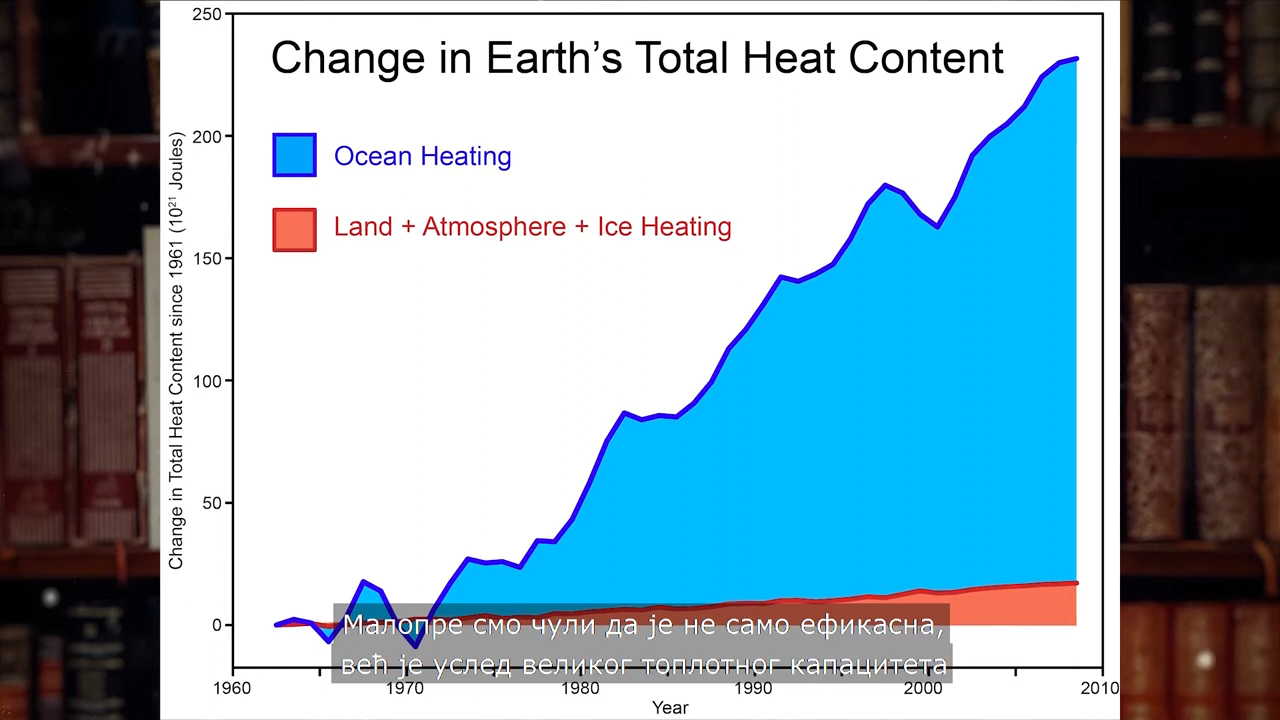 Change in Earth’s Total Heat Content
Ocean Heating
Land + Atmosphere + Ice Heating
Change in Total Heat Content since 1961 (10²¹ Joules)
250
200
150
100
50
0
1960 1970 1980 1990 2000 2010
Year
Малопре смо чули да је не само ефикасна,
већ је услед великог топлотног капацитета